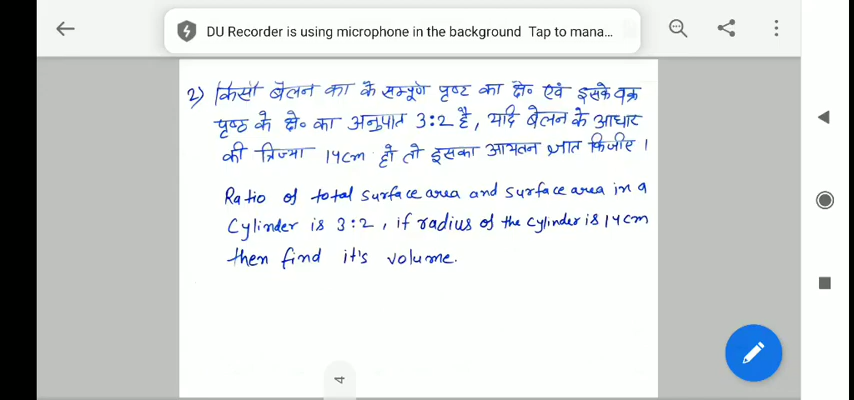 DU Recorder is using microphone in the background Tap to mana...
2) किसी बेलन का के सम्पूर्ण पृष्ट का क्षे० एवं इसके वक्र
पृष्ठ के क्षे० का अनुपात 3:2 है, यदि बेलन के आधार
की त्रिज्या 14cm हो तो इसका आयतन ज्ञात किजीए।
Ratio of total surface area and surface area in a
Cylinder is 3:2, if radius of the cylinder is 14cm
then find it's volume.
4